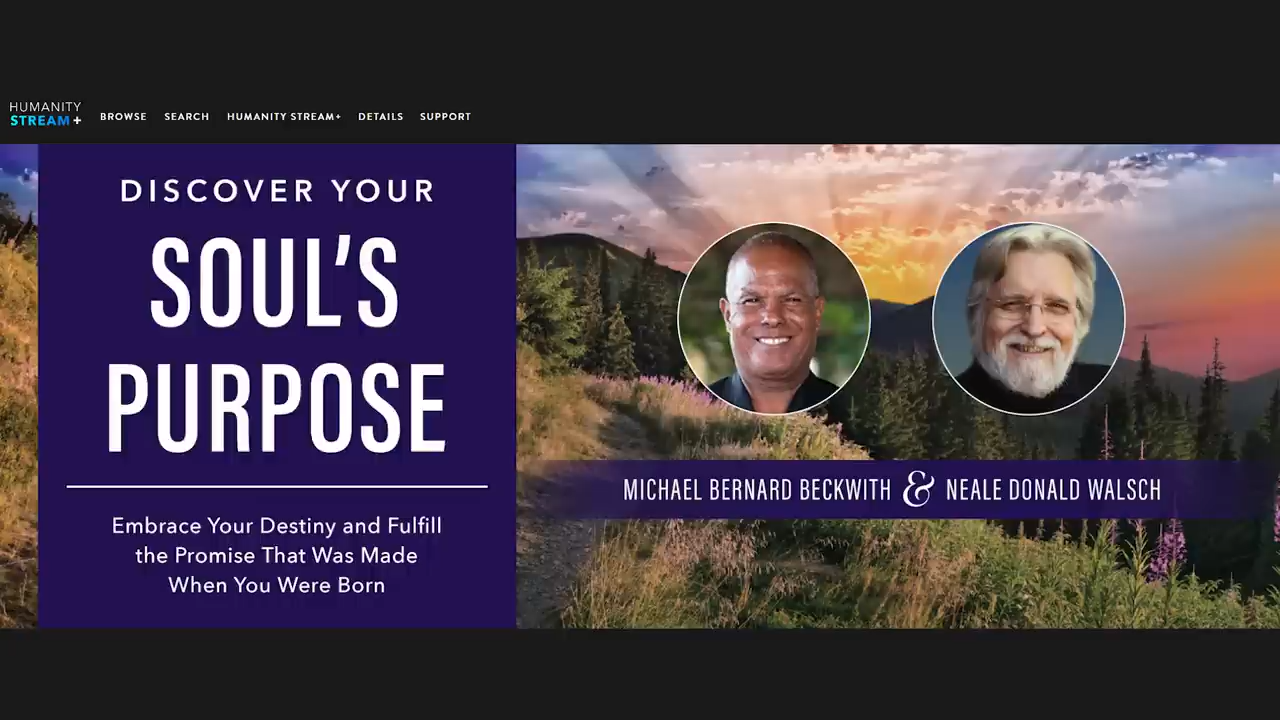 HUMANITY
STREAM+
BROWSE SEARCH HUMANITY STREAM+ DETAILS SUPPORT
DISCOVER YOUR
SOUL'S
PURPOSE
Embrace Your Destiny and Fulfill
the Promise That Was Made
When You Were Born
MICHAEL BERNARD BECKWITH & NEALE DONALD WALSCH